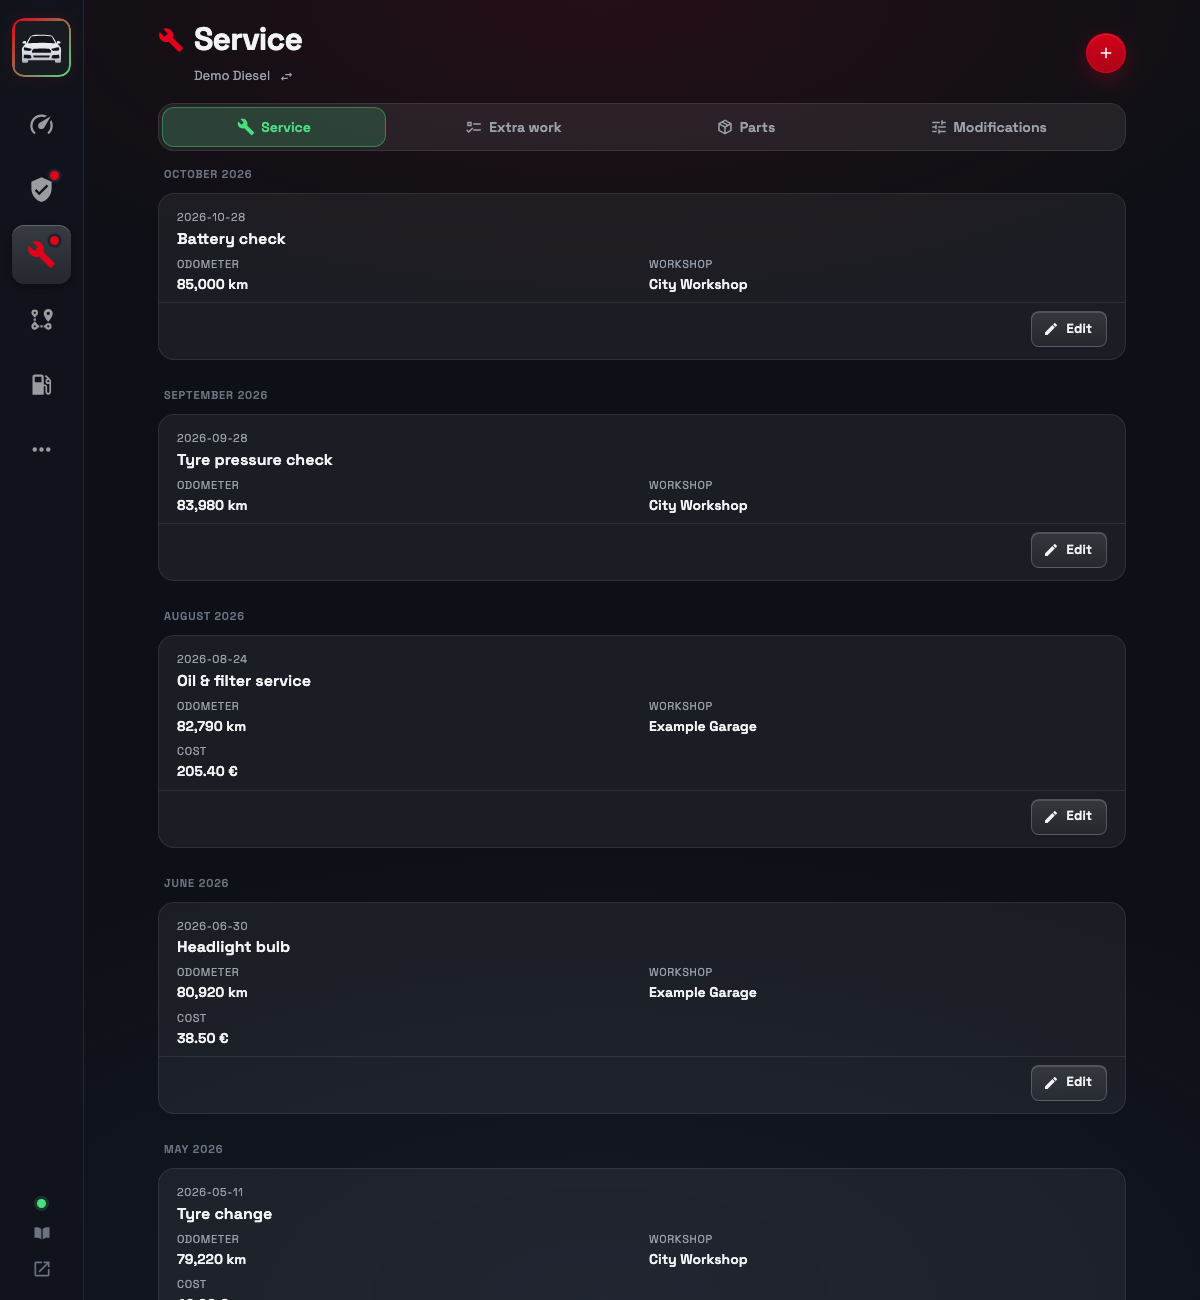 Service
Demo Diesel
Service
Extra work
Parts
Modifications
OCTOBER 2026
2026-10-28
Battery check
ODOMETER
WORKSHOP
85,000 km
City Workshop
Edit
SEPTEMBER 2026
2026-09-28
Tyre pressure check
ODOMETER
WORKSHOP
83,980 km
City Workshop
Edit
AUGUST 2026
2026-08-24
Oil & filter service
ODOMETER
WORKSHOP
82,790 km
Example Garage
COST
205.40 €
Edit
JUNE 2026
2026-06-30
Headlight bulb
ODOMETER
WORKSHOP
80,920 km
Example Garage
COST
38.50 €
Edit
MAY 2026
2026-05-11
Tyre change
ODOMETER
WORKSHOP
79,220 km
City Workshop
COST